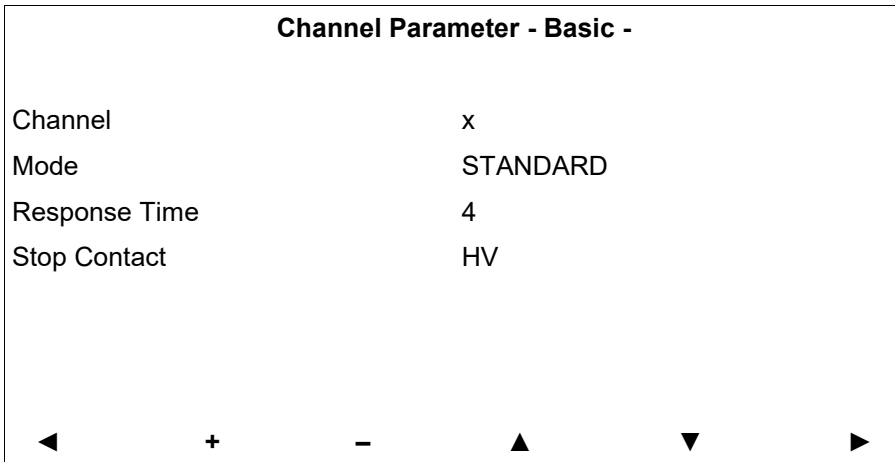 Channel Parameter - Basic -
Channel x
Mode STANDARD
Response Time 4
Stop Contact HV
◄ + – ▲ ▼ ►